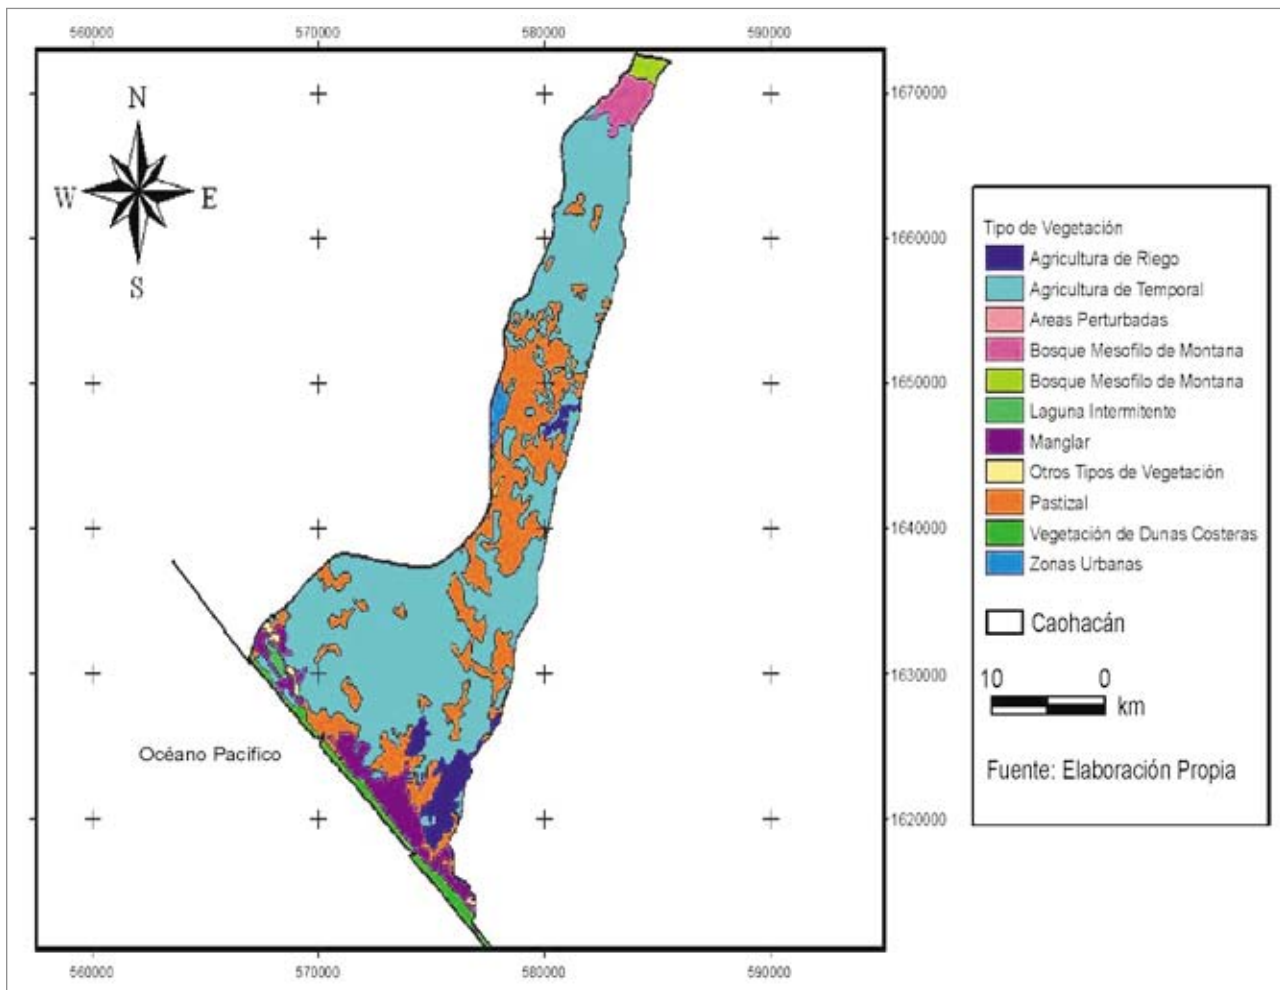 560000 570000 580000 590000
N
W E
S
1670000
1660000
1650000
1640000
1630000
1620000
Océano Pacífico
560000 570000 580000 590000
Tipo de Vegetación
Agricultura de Riego
Agricultura de Temporal
Areas Perturbadas
Bosque Mesofilo de Montana
Bosque Mesofilo de Montana
Laguna Intermitente
Manglar
Otros Tipos de Vegetación
Pastizal
Vegetación de Dunas Costeras
Zonas Urbanas
Caohacán
10 0
km
Fuente: Elaboración Propia